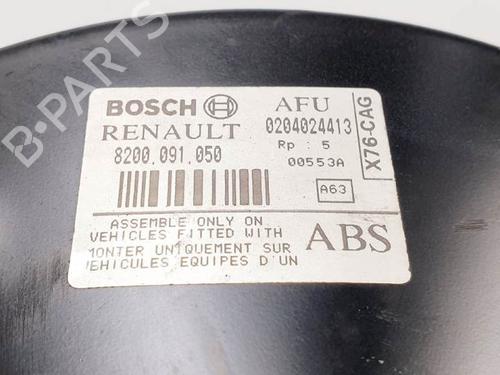 BOSCH AFU
RENAULT 0204024413
8200.091.050 Rp : 5
00553A
X76-CAG
A63
ASSEMBLE ONLY ON
VEHICLES FITTED WITH
MONTER UNIQUEMENT SUR
VEHICULES EQUIPES D'UN
ABS
B-PARTS